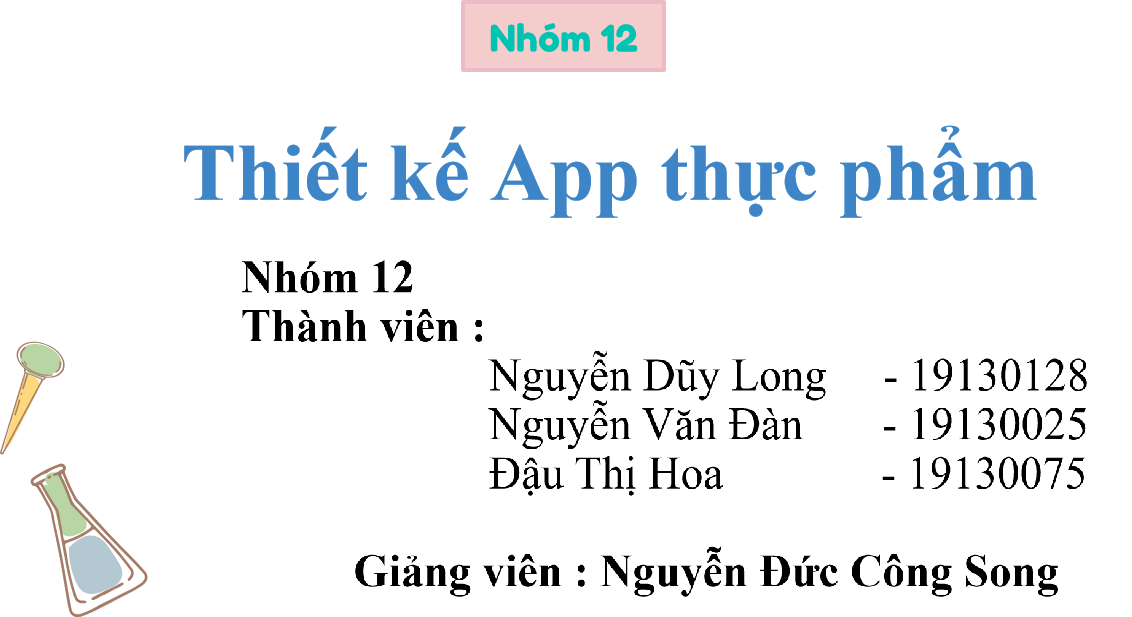 Nhóm 12
Thiết kế App thực phẩm
Nhóm 12
Thành viên :
Nguyễn Dũy Long - 19130128
Nguyễn Văn Đàn - 19130025
Đậu Thị Hoa - 19130075
Giảng viên : Nguyễn Đức Công Song